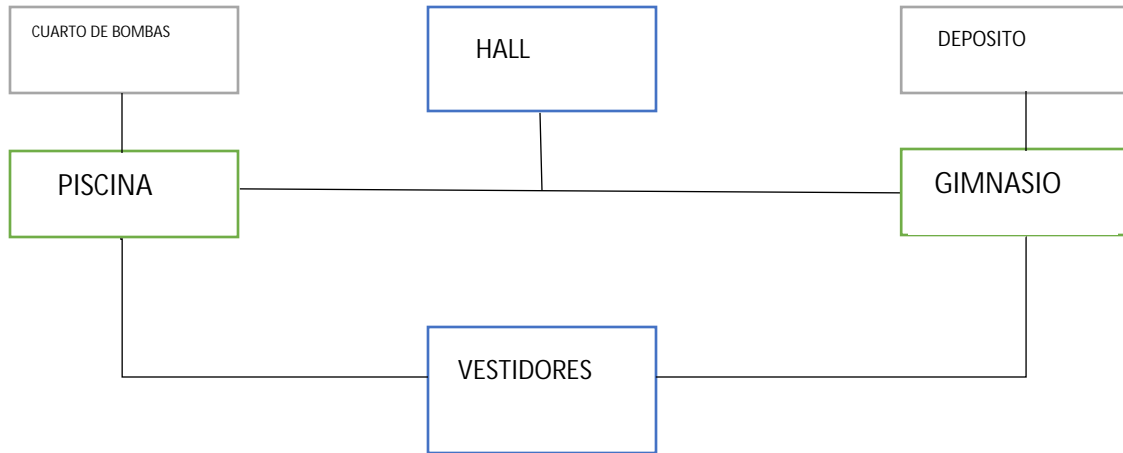 CUARTO DE BOMBAS
HALL
DEPOSITO
PISCINA
GIMNASIO
VESTIDORES